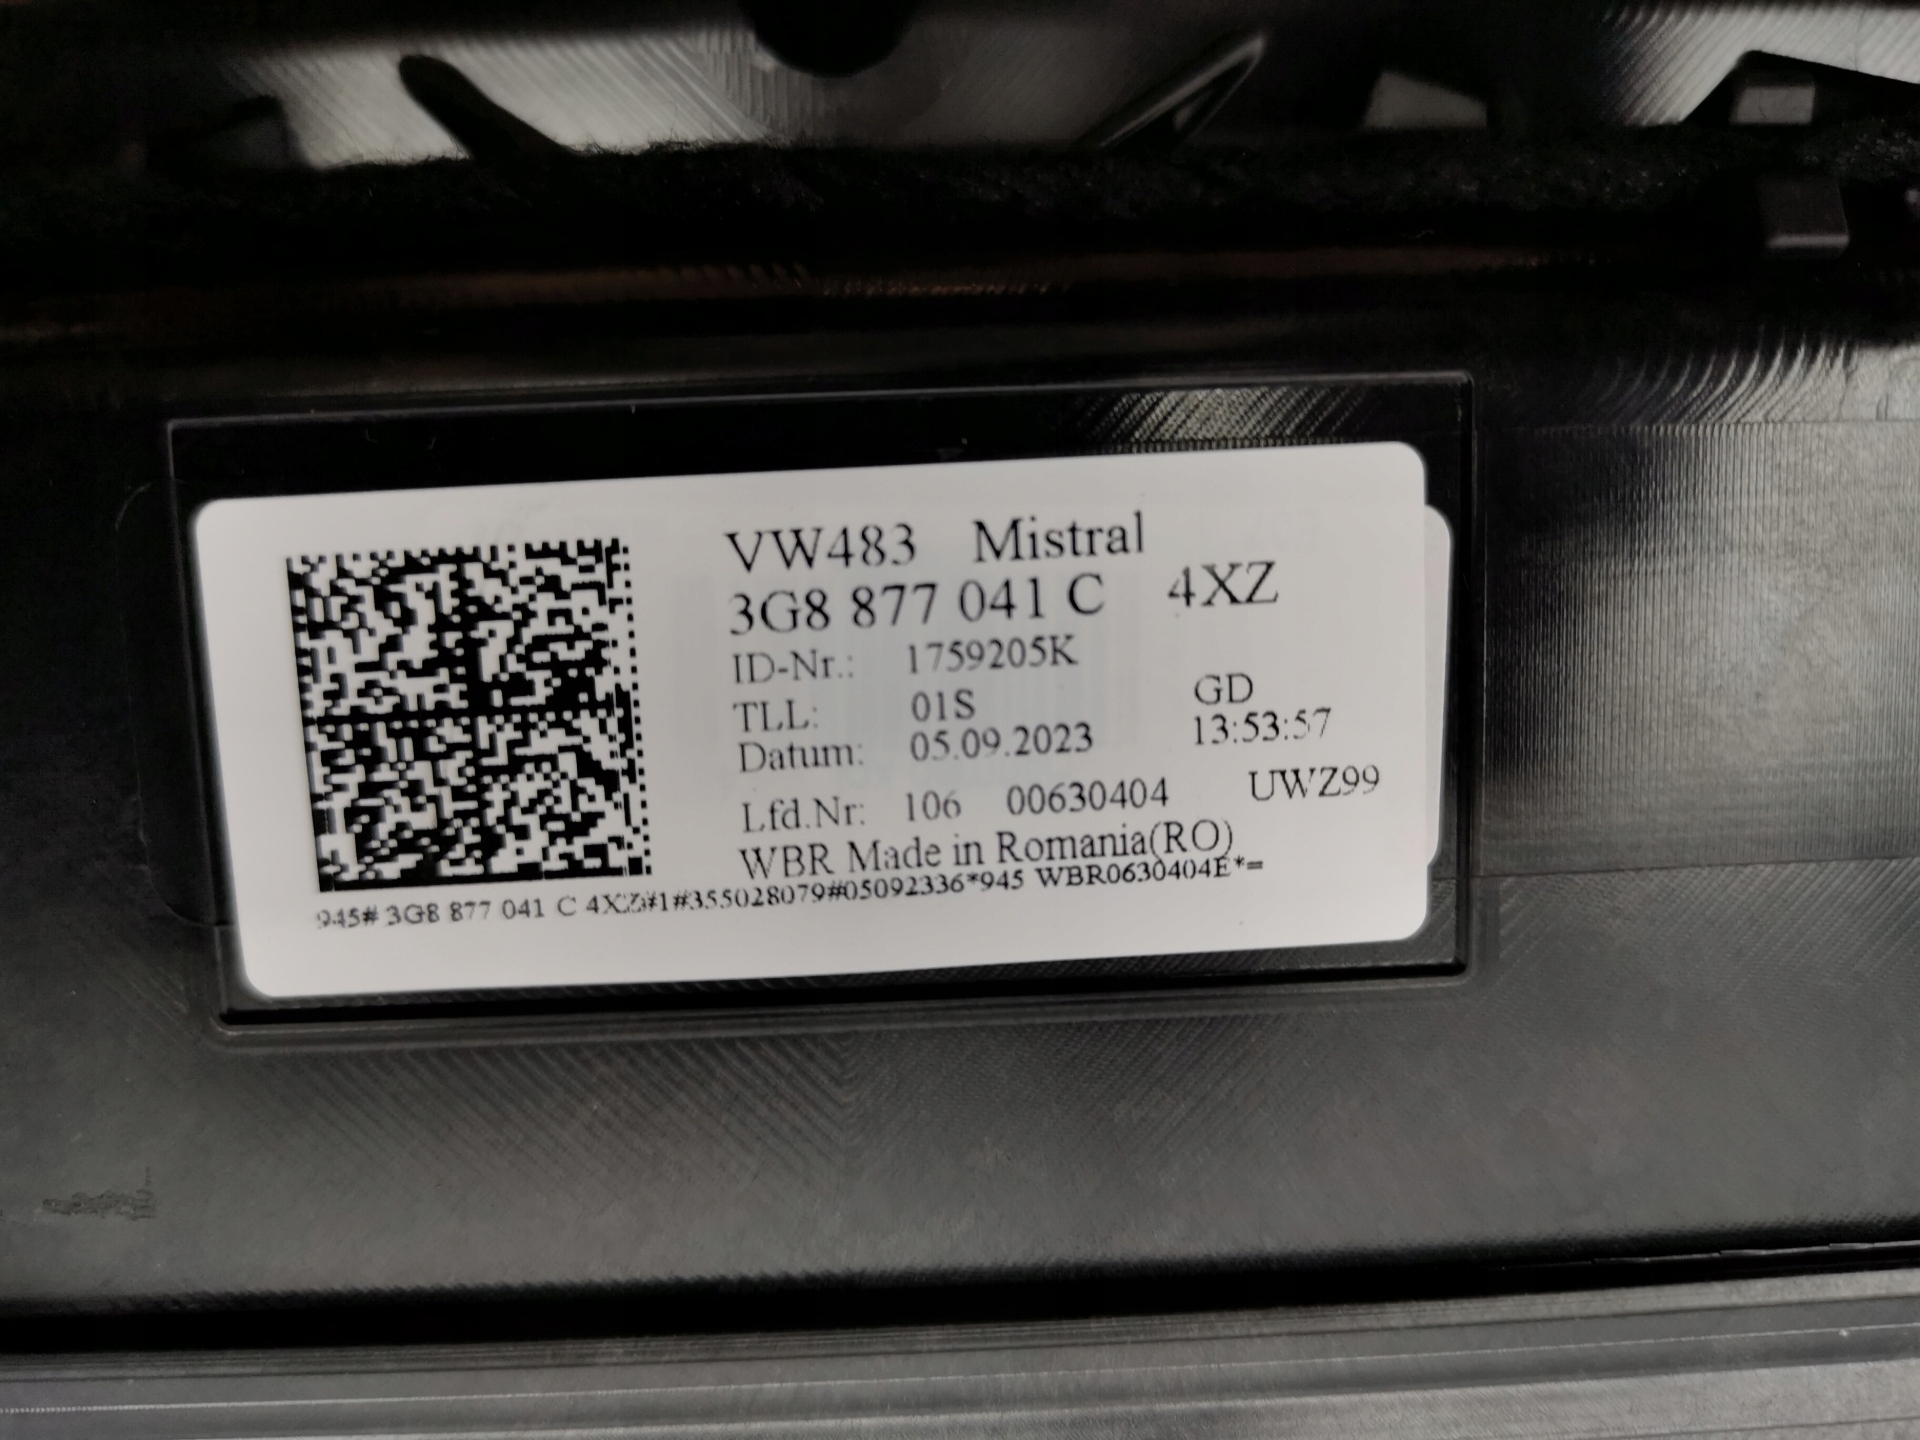 VW483 Mistral
3G8 877 041 C 4XZ
ID-Nr.: 1759205K
TLL: 01S GD
Datum: 05.09.2023 13:53:57
Lfd.Nr: 106 00630404 UWZ99
WBR Made in Romania(RO)
945# 3G8 877 041 C 4XZ#1#355028079#05092336*945 WBR0630404E*=